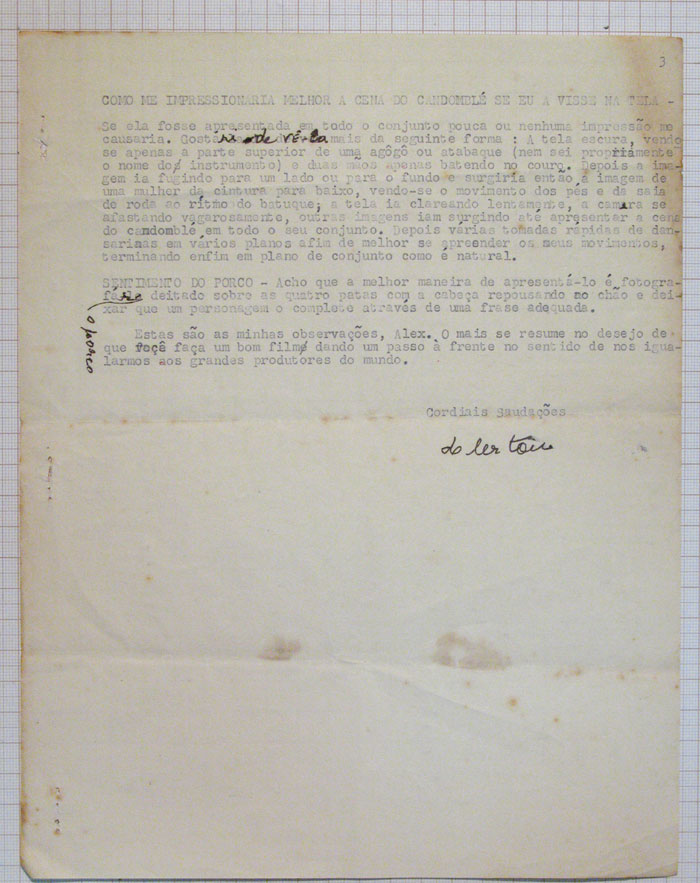 3
COMO ME IMPRESSIONARIA MELHOR A CENA DO CANDOMBLÉ SE EU A VISSE NA TELA -
Se ela fosse apresentada em todo o conjunto pouca ou nenhuma impressão me
causaria. Gostaria de vê-la mais da seguinte forma : A tela escura, vendo
se apenas a parte superior de uma agôgô ou atabaque (nem sei propriamente
o nome do instrumento) e duas mãos apenas batendo no couro. Depois a ima-
gem ia fugindo para um lado ou para o fundo e surgiria então a imagem de
uma mulher da cintura para baixo, vendo-se o movimento dos pés e da saia
de roda ao ritmo do batuque; a tela ia clareando lentamente, a camara se
afastando vagarosamente, outras imagens iam surgindo até apresentar a cena
do candomblé em todo o seu conjunto. Depois várias tomadas rápidas de dan-
sarinas em vários planos afim de melhor se apreender os seus movimentos,
terminando enfim em plano de conjunto como é natural.
SENTIMENTO DO PORCO - Acho que a melhor maneira de apresentá-lo é fotogra-
far deitado sobre as quatro patas com a cabeça repousando no chão e dei-
xar que um personagem o complete através de uma frase adequada.
o porco
Estas são as minhas observações, Alex. O mais se resume no desejo de
que você faça um bom filme dando um passo à frente no sentido de nos igua-
larmos aos grandes produtores do mundo.
Cordiais Saudações